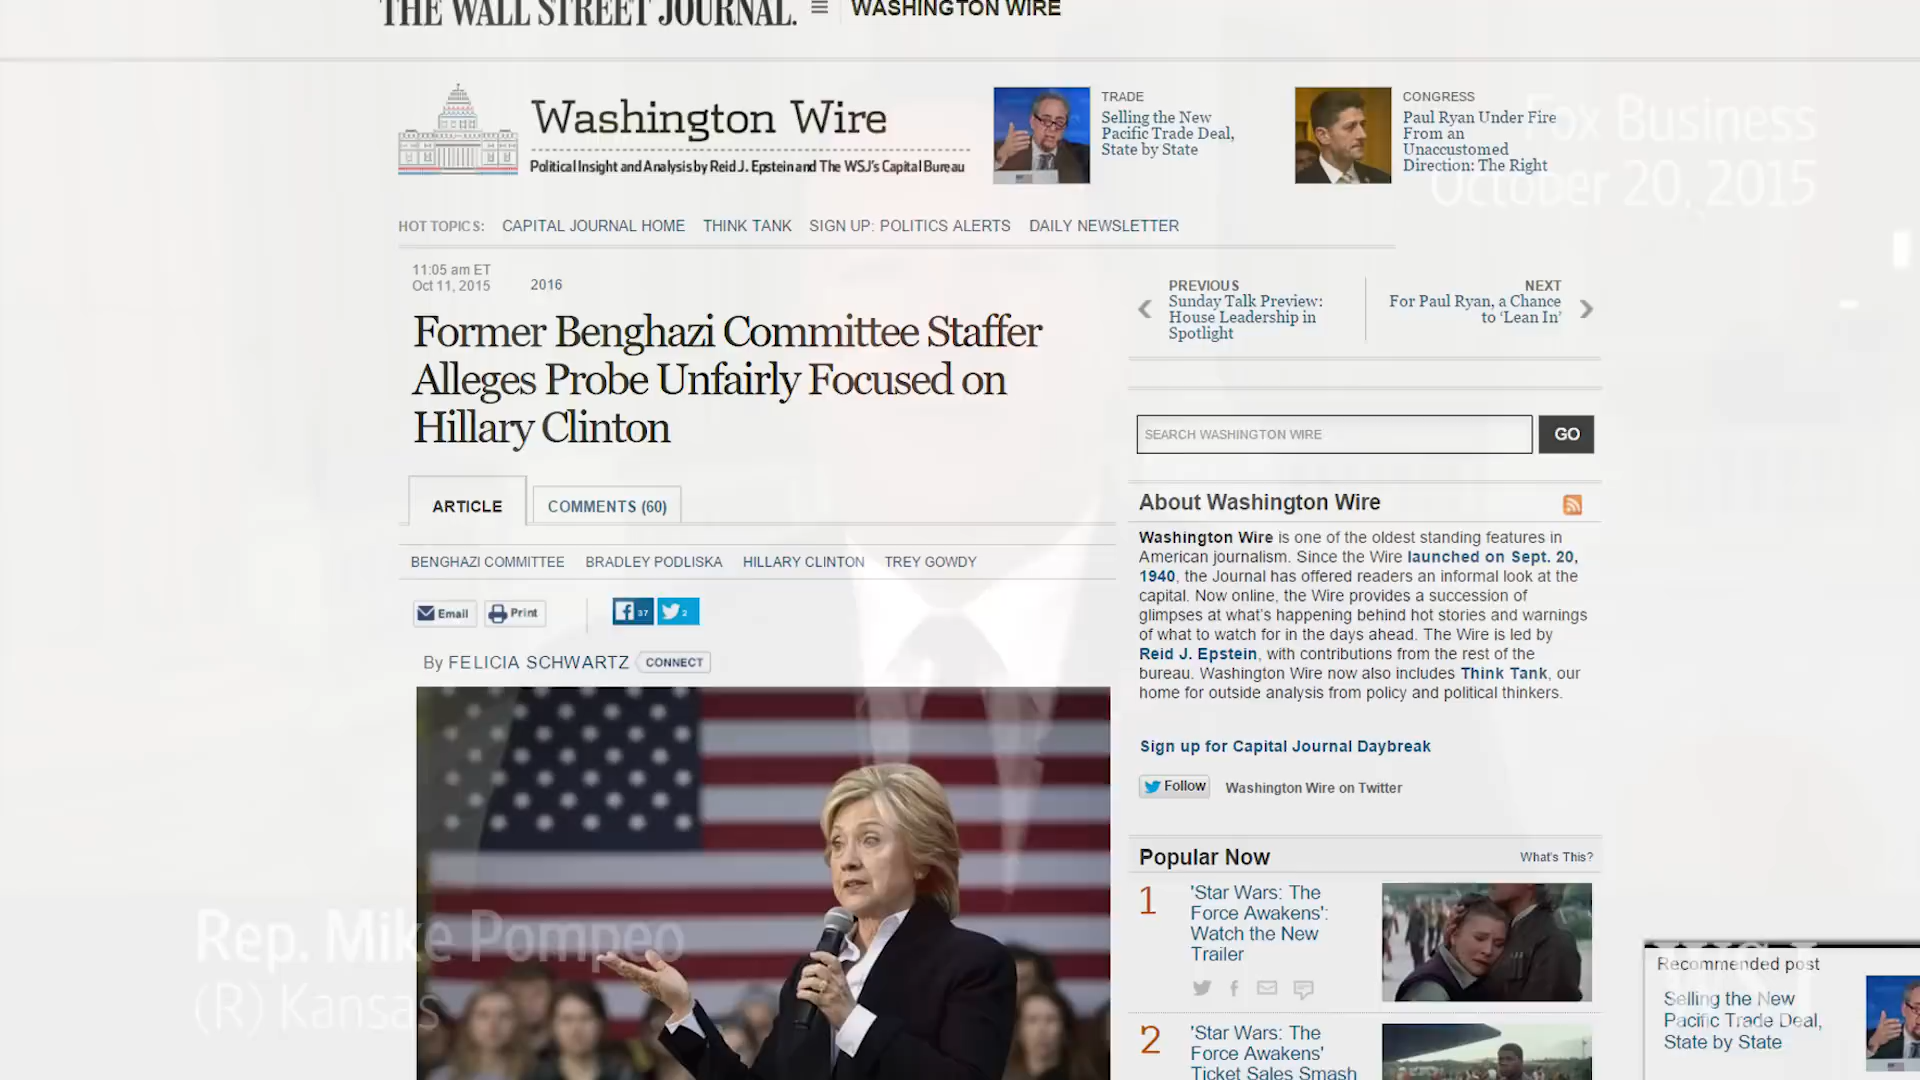 THE WALL STREET JORNAL.
WASHINGTON WIRE
Washington Wire
Political Insight and Analysis by Reid J. Epstein and The WSJ's Capital Bureau
TRADE
Selling the New
Pacific Trade Deal,
State by State
CONGRESS
Paul Ryan Under Fire
From an
Unaccustomed
Direction: The Right
Fox Business
October 20, 2015
HOT TOPICS: CAPITAL JOURNAL HOME THINK TANK SIGN UP: POLITICS ALERTS DAILY NEWSLETTER
11:05 am ET
Oct 11, 2015
2016
Former Benghazi Committee Staffer
Alleges Probe Unfairly Focused on
Hillary Clinton
PREVIOUS
Sunday Talk Preview:
House Leadership in
Spotlight
NEXT
For Paul Ryan, a Chance
to ‘Lean In’
SEARCH WASHINGTON WIRE
GO
ARTICLE
COMMENTS (60)
BENGHAZI COMMITTEE BRADLEY PODLISKA HILLARY CLINTON TREY GOWDY
Email
Print
37
2
By FELICIA SCHWARTZ CONNECT
About Washington Wire
Washington Wire is one of the oldest standing features in
American journalism. Since the Wire launched on Sept. 20,
1940, the Journal has offered readers an informal look at the
capital. Now online, the Wire provides a succession of
glimpses at what's happening behind hot stories and warnings
of what to watch for in the days ahead. The Wire is led by
Reid J. Epstein, with contributions from the rest of the
bureau. Washington Wire now also includes Think Tank, our
home for outside analysis from policy and political thinkers.
Sign up for Capital Journal Daybreak
Follow
Washington Wire on Twitter
Popular Now
What's This?
1
'Star Wars: The
Force Awakens':
Watch the New
Trailer
2
'Star Wars: The
Force Awakens'
Ticket Sales Smash
Rep. Mike Pompeo
(R) Kansas
WSJ
Recommended post
Selling the New
Pacific Trade Deal,
State by State